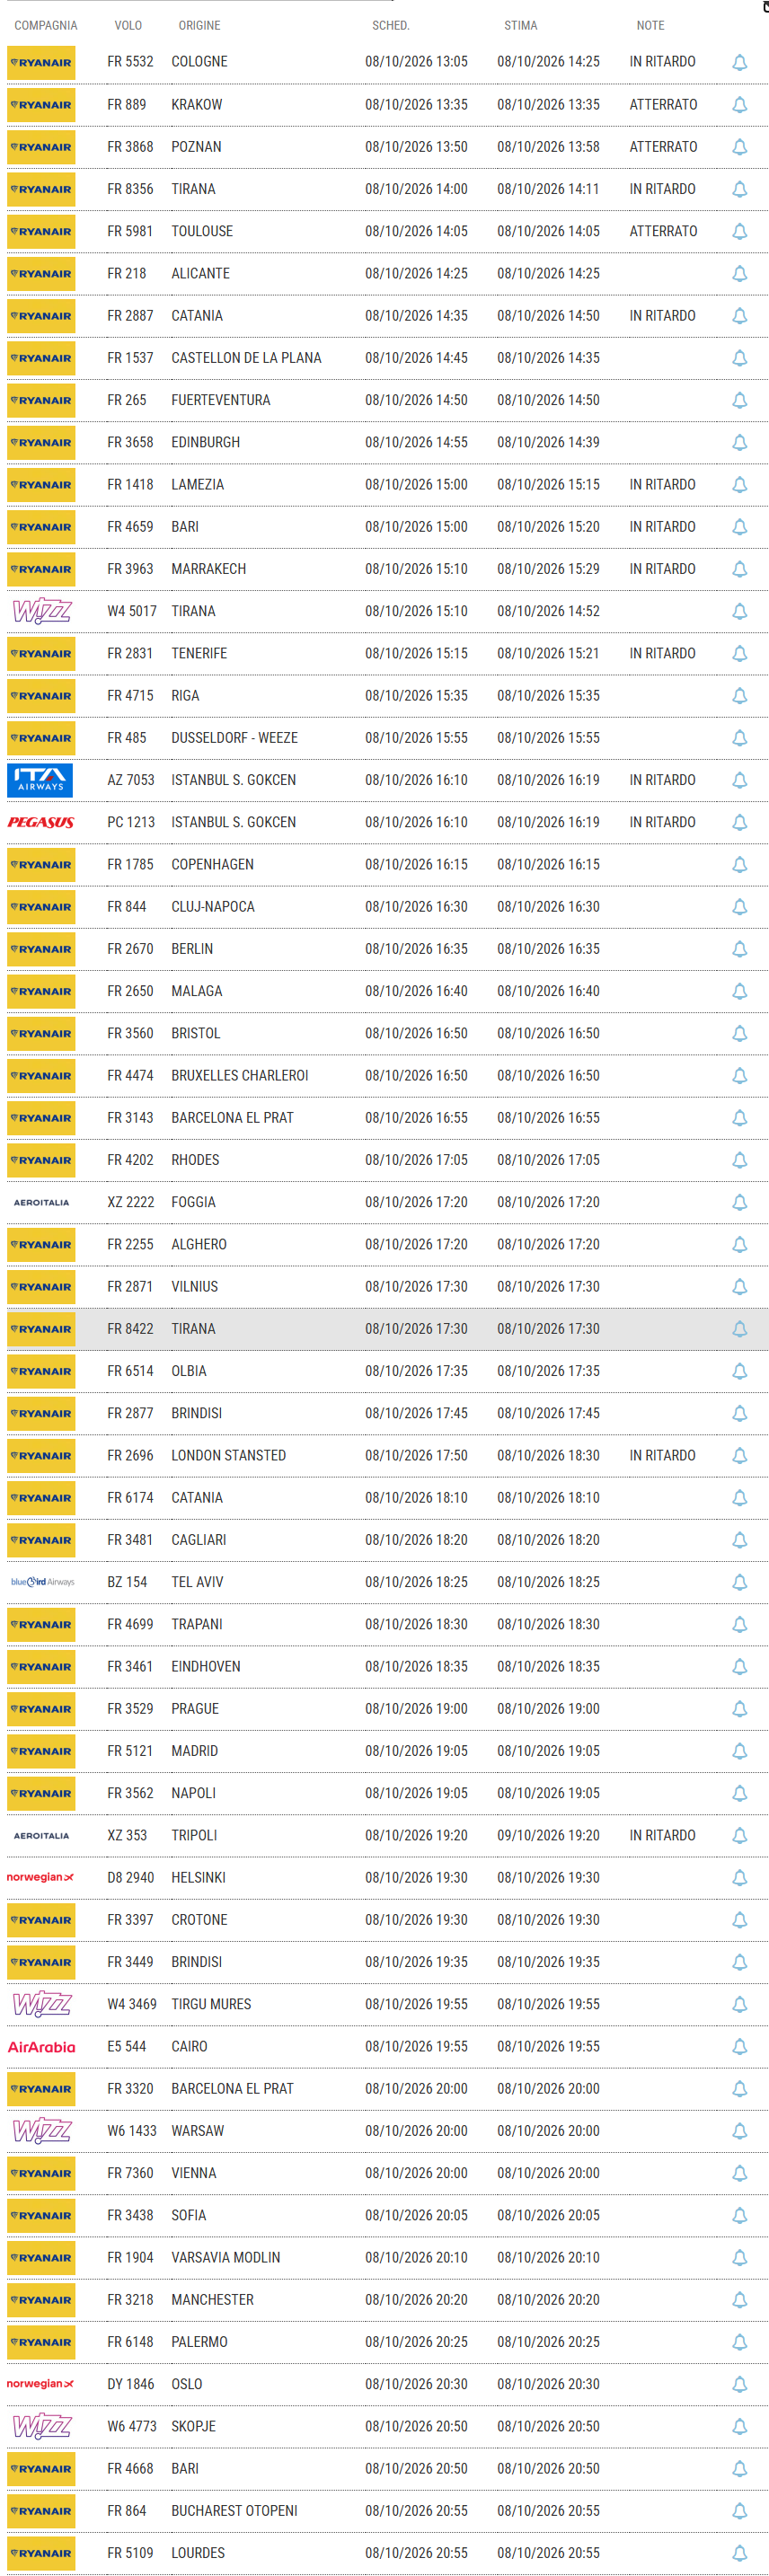 COMPAGNIA VOLO ORIGINE SCHED. STIMA NOTE
RYANAIR FR 5532 COLOGNE 08/10/2026 13:05 08/10/2026 14:25 IN RITARDO
RYANAIR FR 889 KRAKOW 08/10/2026 13:35 08/10/2026 13:35 ATTERRATO
RYANAIR FR 3868 POZNAN 08/10/2026 13:50 08/10/2026 13:58 ATTERRATO
RYANAIR FR 8356 TIRANA 08/10/2026 14:00 08/10/2026 14:11 IN RITARDO
RYANAIR FR 5981 TOULOUSE 08/10/2026 14:05 08/10/2026 14:05 ATTERRATO
RYANAIR FR 218 ALICANTE 08/10/2026 14:25 08/10/2026 14:25
RYANAIR FR 2887 CATANIA 08/10/2026 14:35 08/10/2026 14:50 IN RITARDO
RYANAIR FR 1537 CASTELLON DE LA PLANA 08/10/2026 14:45 08/10/2026 14:35
RYANAIR FR 265 FUERTEVENTURA 08/10/2026 14:50 08/10/2026 14:50
RYANAIR FR 3658 EDINBURGH 08/10/2026 14:55 08/10/2026 14:39
RYANAIR FR 1418 LAMEZIA 08/10/2026 15:00 08/10/2026 15:15 IN RITARDO
RYANAIR FR 4659 BARI 08/10/2026 15:00 08/10/2026 15:20 IN RITARDO
RYANAIR FR 3963 MARRAKECH 08/10/2026 15:10 08/10/2026 15:29 IN RITARDO
WIZZ W4 5017 TIRANA 08/10/2026 15:10 08/10/2026 14:52
RYANAIR FR 2831 TENERIFE 08/10/2026 15:15 08/10/2026 15:21 IN RITARDO
RYANAIR FR 4715 RIGA 08/10/2026 15:35 08/10/2026 15:35
RYANAIR FR 485 DUSSELDORF - WEEZE 08/10/2026 15:55 08/10/2026 15:55
ITA AIRWAYS AZ 7053 ISTANBUL S. GOKCEN 08/10/2026 16:10 08/10/2026 16:19 IN RITARDO
PEGASUS PC 1213 ISTANBUL S. GOKCEN 08/10/2026 16:10 08/10/2026 16:19 IN RITARDO
RYANAIR FR 1785 COPENHAGEN 08/10/2026 16:15 08/10/2026 16:15
RYANAIR FR 844 CLUJ-NAPOCA 08/10/2026 16:30 08/10/2026 16:30
RYANAIR FR 2670 BERLIN 08/10/2026 16:35 08/10/2026 16:35
RYANAIR FR 2650 MALAGA 08/10/2026 16:40 08/10/2026 16:40
RYANAIR FR 3560 BRISTOL 08/10/2026 16:50 08/10/2026 16:50
RYANAIR FR 4474 BRUXELLES CHARLEROI 08/10/2026 16:50 08/10/2026 16:50
RYANAIR FR 3143 BARCELONA EL PRAT 08/10/2026 16:55 08/10/2026 16:55
RYANAIR FR 4202 RHODES 08/10/2026 17:05 08/10/2026 17:05
AEROITALIA XZ 2222 FOGGIA 08/10/2026 17:20 08/10/2026 17:20
RYANAIR FR 2255 ALGHERO 08/10/2026 17:20 08/10/2026 17:20
RYANAIR FR 2871 VILNIUS 08/10/2026 17:30 08/10/2026 17:30
RYANAIR FR 8422 TIRANA 08/10/2026 17:30 08/10/2026 17:30
RYANAIR FR 6514 OLBIA 08/10/2026 17:35 08/10/2026 17:35
RYANAIR FR 2877 BRINDISI 08/10/2026 17:45 08/10/2026 17:45
RYANAIR FR 2696 LONDON STANSTED 08/10/2026 17:50 08/10/2026 18:30 IN RITARDO
RYANAIR FR 6174 CATANIA 08/10/2026 18:10 08/10/2026 18:10
RYANAIR FR 3481 CAGLIARI 08/10/2026 18:20 08/10/2026 18:20
bluebird Airways BZ 154 TEL AVIV 08/10/2026 18:25 08/10/2026 18:25
RYANAIR FR 4699 TRAPANI 08/10/2026 18:30 08/10/2026 18:30
RYANAIR FR 3461 EINDHOVEN 08/10/2026 18:35 08/10/2026 18:35
RYANAIR FR 3529 PRAGUE 08/10/2026 19:00 08/10/2026 19:00
RYANAIR FR 5121 MADRID 08/10/2026 19:05 08/10/2026 19:05
RYANAIR FR 3562 NAPOLI 08/10/2026 19:05 08/10/2026 19:05
AEROITALIA XZ 353 TRIPOLI 08/10/2026 19:20 09/10/2026 19:20 IN RITARDO
norwegian D8 2940 HELSINKI 08/10/2026 19:30 08/10/2026 19:30
RYANAIR FR 3397 CROTONE 08/10/2026 19:30 08/10/2026 19:30
RYANAIR FR 3449 BRINDISI 08/10/2026 19:35 08/10/2026 19:35
WIZZ W4 3469 TIRGU MURES 08/10/2026 19:55 08/10/2026 19:55
AirArabia E5 544 CAIRO 08/10/2026 19:55 08/10/2026 19:55
RYANAIR FR 3320 BARCELONA EL PRAT 08/10/2026 20:00 08/10/2026 20:00
WIZZ W6 1433 WARSAW 08/10/2026 20:00 08/10/2026 20:00
RYANAIR FR 7360 VIENNA 08/10/2026 20:00 08/10/2026 20:00
RYANAIR FR 3438 SOFIA 08/10/2026 20:05 08/10/2026 20:05
RYANAIR FR 1904 VARSAVIA MODLIN 08/10/2026 20:10 08/10/2026 20:10
RYANAIR FR 3218 MANCHESTER 08/10/2026 20:20 08/10/2026 20:20
RYANAIR FR 6148 PALERMO 08/10/2026 20:25 08/10/2026 20:25
norwegian DY 1846 OSLO 08/10/2026 20:30 08/10/2026 20:30
WIZZ W6 4773 SKOPJE 08/10/2026 20:50 08/10/2026 20:50
RYANAIR FR 4668 BARI 08/10/2026 20:50 08/10/2026 20:50
RYANAIR FR 864 BUCHAREST OTOPENI 08/10/2026 20:55 08/10/2026 20:55
RYANAIR FR 5109 LOURDES 08/10/2026 20:55 08/10/2026 20:55